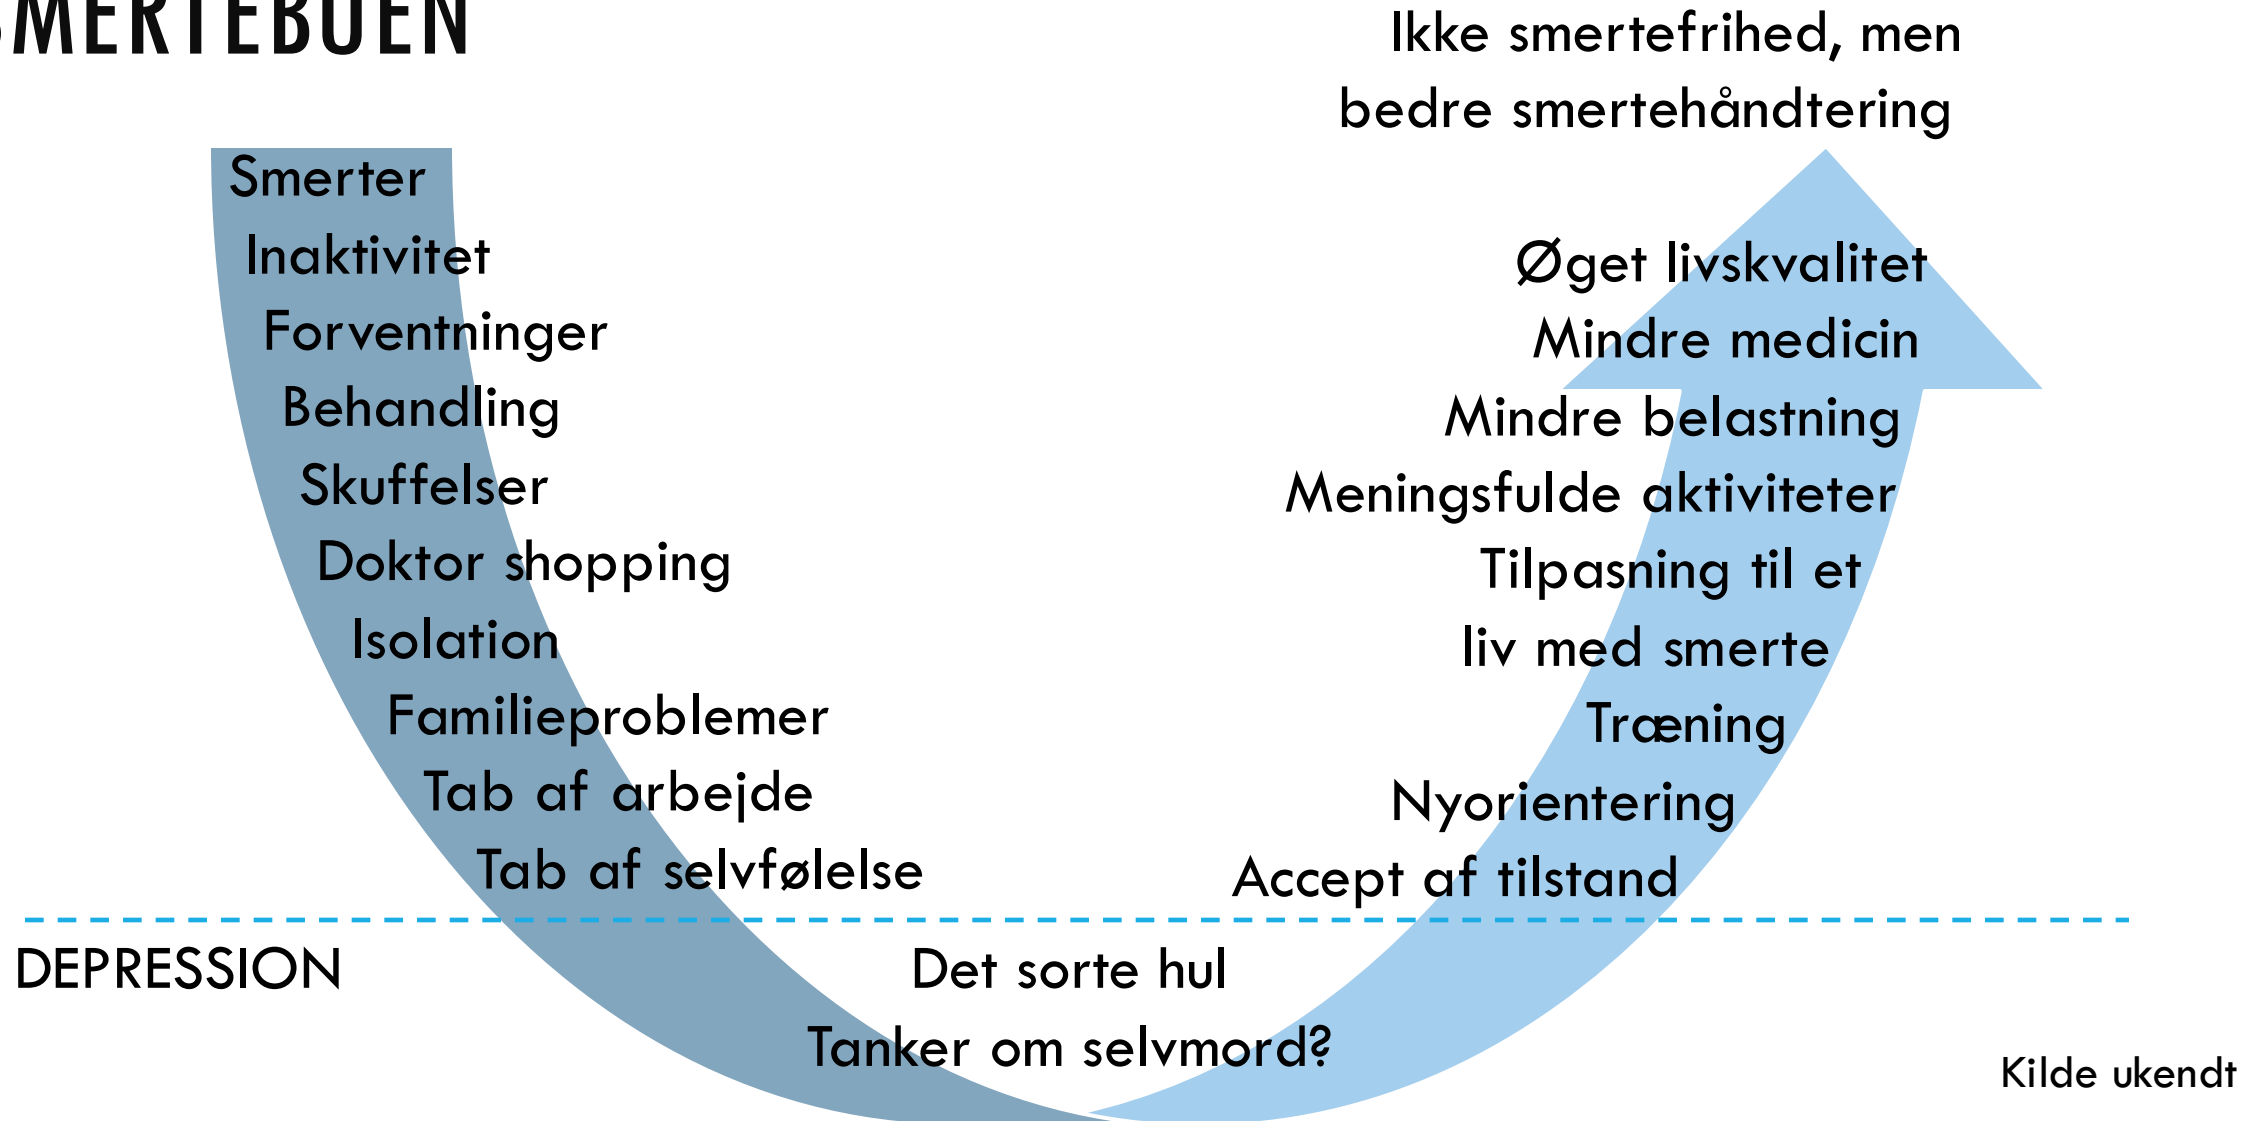 SMERTEBUEN
Smerter
Inaktivitet
Forventninger
Behandling
Skuffelser
Doktor shopping
Isolation
Familieproblemer
Tab af arbejde
Tab af selvfølelse
DEPRESSION
Det sorte hul
Tanker om selvmord?
Ikke smertefrihed, men
bedre smertehåndtering
Øget livskvalitet
Mindre medicin
Mindre belastning
Meningsfulde aktiviteter
Tilpasning til et
liv med smerte
Træning
Nyorientering
Accept af tilstand
Kilde ukendt